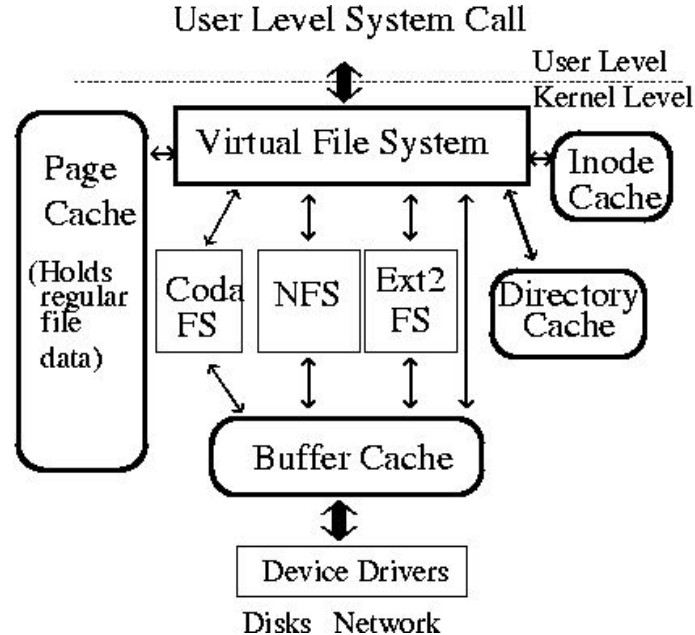 User Level System Call
User Level
Kernel Level
Virtual File System
Page
Cache
(Holds
regular
file
data)
Inode
Cache
Coda
FS
NFS
Ext2
FS
Directory
Cache
Buffer Cache
Device Drivers
Disks Network